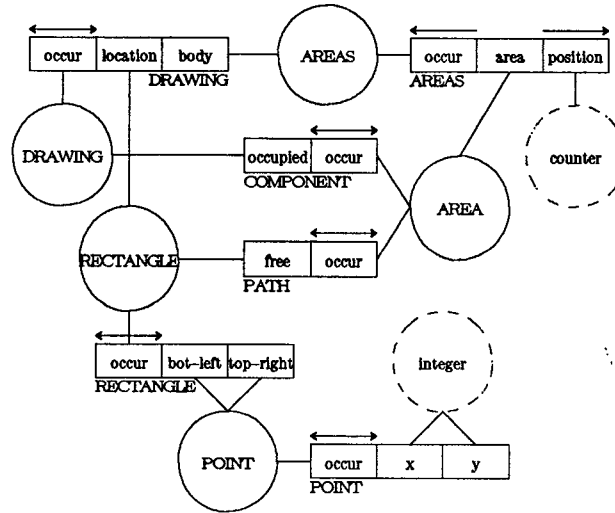 occur location body
DRAWING
AREAS
occur area position
AREAS
DRAWING
occupied occur
COMPONENT
AREA
counter
RECTANGLE
free occur
PATH
occur bot-left top-right
RECTANGLE
integer
POINT
occur x y
POINT